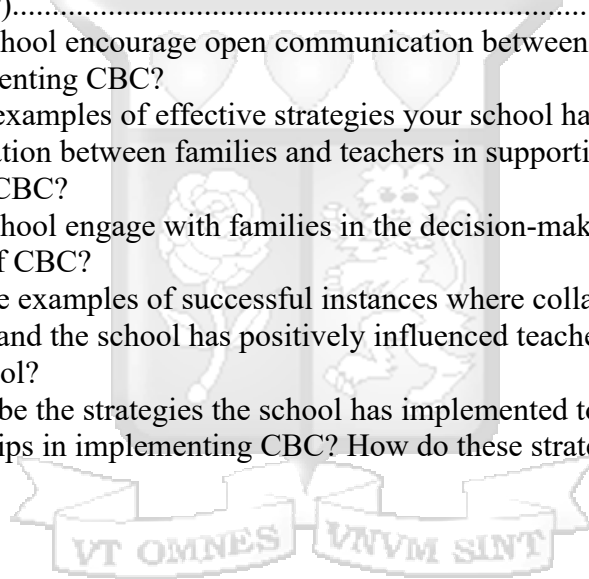 ).......................................................................................
chool encourage open communication between
enting CBC?
examples of effective strategies your school ha
tion between families and teachers in supporti
CBC?
hool engage with families in the decision-mak
f CBC?
e examples of successful instances where colla
and the school has positively influenced teache
ol?
be the strategies the school has implemented to
ips in implementing CBC? How do these strate
VT OMNES VNVM SINT